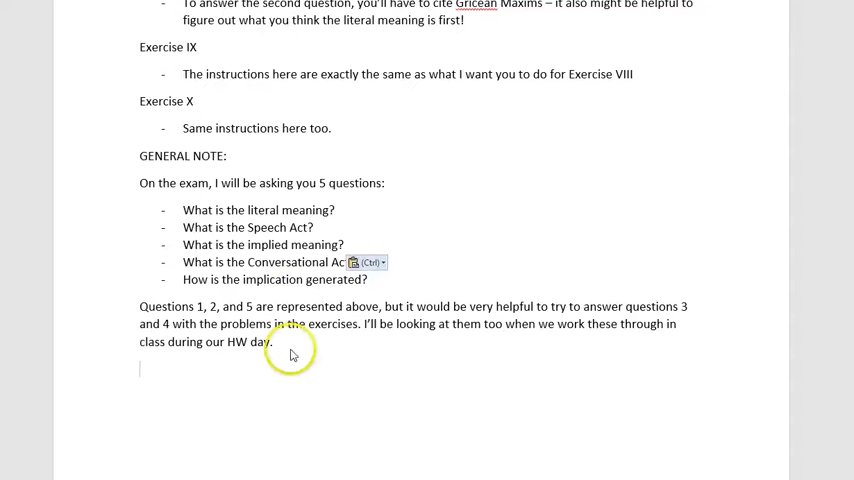 - To answer the second question, you'll have to cite Gricean Maxims – it also might be helpful to
figure out what you think the literal meaning is first!
Exercise IX
- The instructions here are exactly the same as what I want you to do for Exercise VIII
Exercise X
- Same instructions here too.
GENERAL NOTE:
On the exam, I will be asking you 5 questions:
- What is the literal meaning?
- What is the Speech Act?
- What is the implied meaning?
- What is the Conversational Ac (Ctrl)
- How is the implication generated?
Questions 1, 2, and 5 are represented above, but it would be very helpful to try to answer questions 3
and 4 with the problems in the exercises. I'll be looking at them too when we work these through in
class during our HW day.